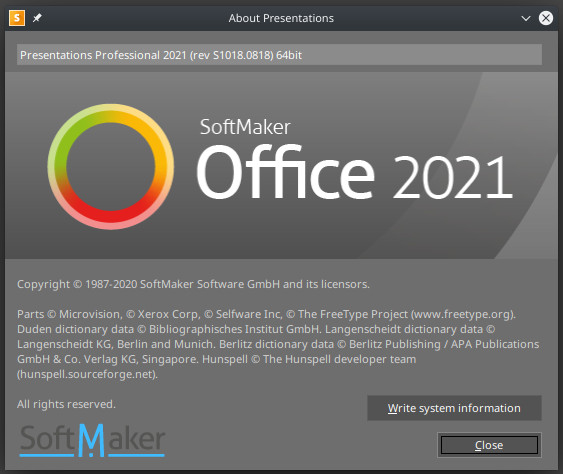 S
About Presentations
Presentations Professional 2021 (rev S1018.0818) 64bit
SoftMaker
Office 2021
Copyright © 1987-2020 SoftMaker Software GmbH and its licensors.
Parts © Microvision, © Xerox Corp, © Selfware Inc, © The FreeType Project (www.freetype.org).
Duden dictionary data © Bibliographisches Institut GmbH. Langenscheidt dictionary data ©
Langenscheidt KG, Berlin and Munich. Berlitz dictionary data © Berlitz Publishing / APA Publications
GmbH & Co. Verlag KG, Singapore. Hunspell © The Hunspell developer team
(hunspell.sourceforge.net).
All rights reserved.
Write system information
SoftMaker
Close